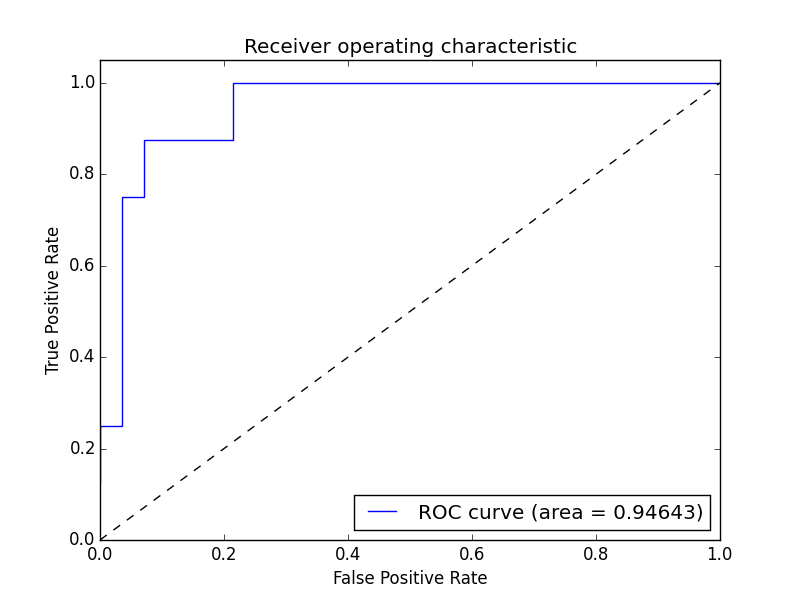 Receiver operating characteristic
1.0
0.8
0.6
0.4
0.2
0.0
True Positive Rate
ROC curve (area = 0.94643)
0.0 0.2 0.4 0.6 0.8 1.0
False Positive Rate